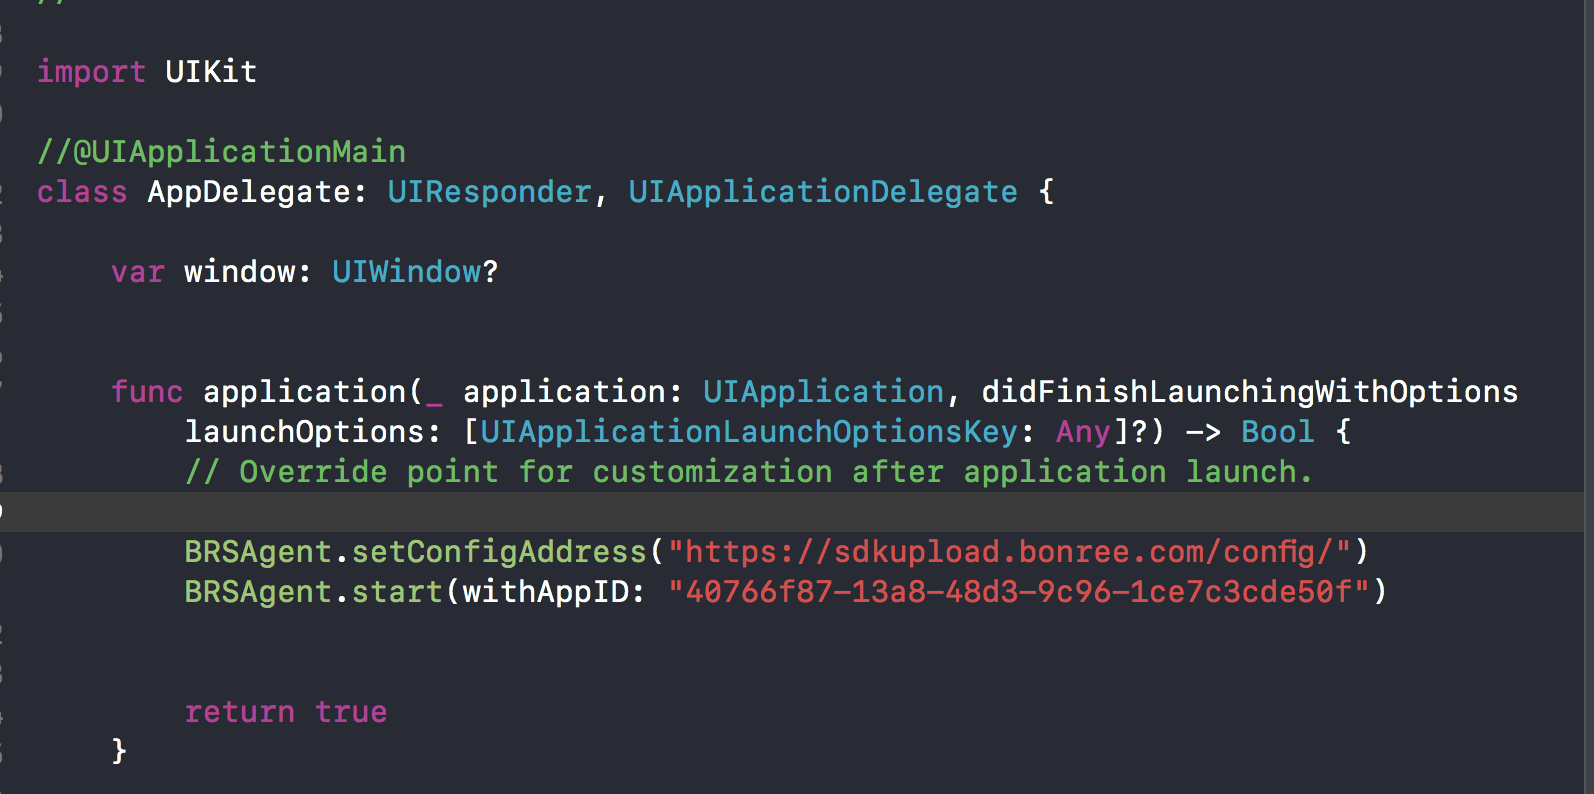 //
import UIKit
//@UIApplicationMain
class AppDelegate: UIResponder, UIApplicationDelegate {
var window: UIWindow?
func application(_ application: UIApplication, didFinishLaunchingWithOptions
launchOptions: [UIApplicationLaunchOptionsKey: Any]?) -> Bool {
// Override point for customization after application launch.
BRSAgent.setConfigAddress("https://sdkupload.bonree.com/config/")
BRSAgent.start(withAppID: "40766f87-13a8-48d3-9c96-1ce7c3cde50f")
return true
}